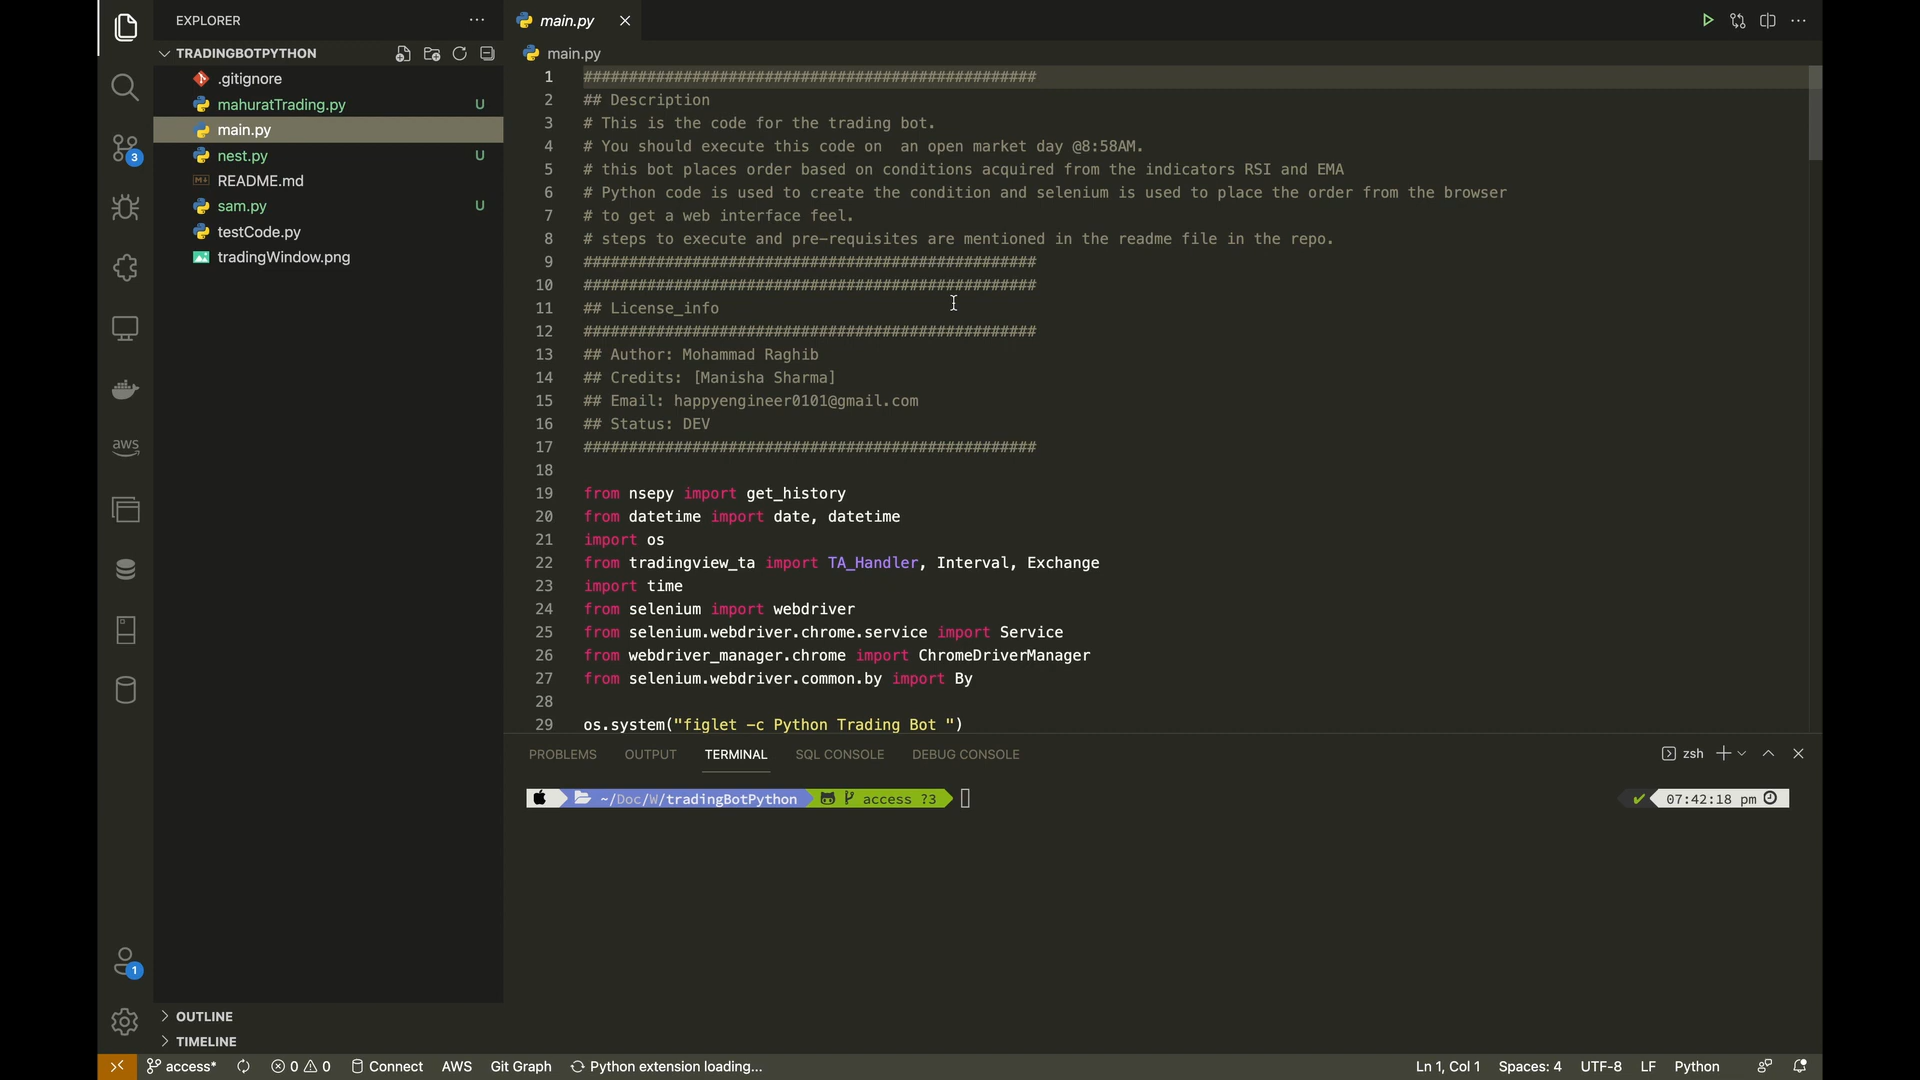 EXPLORER
TRADINGBOTPYTHON
.gitignore
mahuratTrading.py U
main.py
nest.py U
README.md
sam.py U
testCode.py
tradingWindow.png
3
aws
1
OUTLINE
TIMELINE
main.py
main.py
1 ##################################################
2 ## Description
3 # This is the code for the trading bot.
4 # You should execute this code on  an open market day @8:58AM.
5 # this bot places order based on conditions acquired from the indicators RSI and EMA
6 # Python code is used to create the condition and selenium is used to place the order from the browser
7 # to get a web interface feel.
8 # steps to execute and pre-requisites are mentioned in the readme file in the repo.
9 ##################################################
10 ##################################################
11 ## License_info
12 ##################################################
13 ## Author: Mohammad Raghib
14 ## Credits: [Manisha Sharma]
15 ## Email: happyengineer0101@gmail.com
16 ## Status: DEV
17 ##################################################
18
19 from nsepy import get_history
20 from datetime import date, datetime
21 import os
22 from tradingview_ta import TA_Handler, Interval, Exchange
23 import time
24 from selenium import webdriver
25 from selenium.webdriver.chrome.service import Service
26 from webdriver_manager.chrome import ChromeDriverManager
27 from selenium.webdriver.common.by import By
28
29 os.system("figlet -c Python Trading Bot ")
PROBLEMS OUTPUT TERMINAL SQL CONSOLE DEBUG CONSOLE zsh
~/Doc/W/tradingBotPython access ?3 07:42:18 pm
access* 0 0 Connect AWS Git Graph Python extension loading... Ln 1, Col 1 Spaces: 4 UTF-8 LF Python